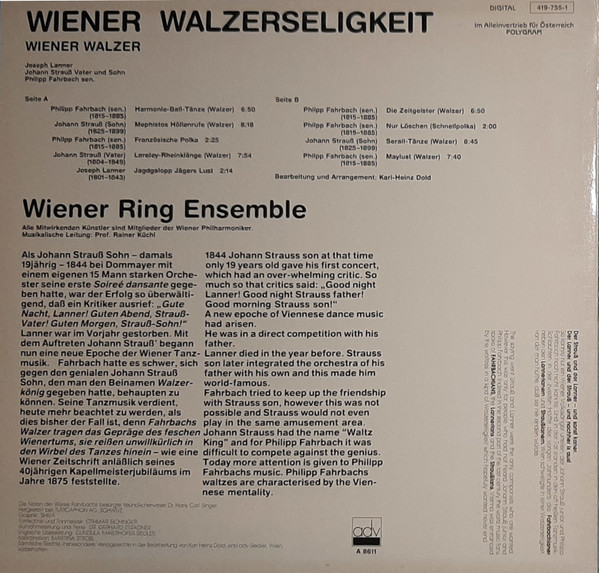 WIENER WALZERSELIGKEIT
WIENER WALZER
DIGITAL
419-735-1
Im Alleinvertrieb für Österreich
POLYGRAM
Joseph Lanner
Johann Strauß Vater und Sohn
Philipp Fahrbach sen.
Seite A
Philipp Fahrbach (sen.) Harmonie-Ball-Tänze (Walzer) 6:50
(1815-1885)
Johann Strauß (Sohn) Mephistos Höllenrufe (Walzer) 8:18
(1825-1899)
Philipp Fahrbach (sen.) Französische Polka 2:25
(1815-1885)
Johann Strauß (Vater) Loreley-Rheinklänge (Walzer) 7:54
(1804-1849)
Joseph Lanner Jagdgalopp Jägers Lust 2:14
(1801-1843)
Seite B
Philipp Fahrbach (sen.) Die Zeitgeister (Walzer) 6:50
(1815-1885)
Philipp Fahrbach (sen.) Nur Löschen (Schnellpolka) 2:00
(1815-1885)
Johann Strauß (Sohn) Serail-Tänze (Walzer) 8:45
(1825-1899)
Philipp Fahrbach (sen.) Maylust (Walzer) 7:40
(1815-1885)
Bearbeitung und Arrangement: Karl-Heinz Dold
Wiener Ring Ensemble
Alle Mitwirkenden Künstler sind Mitglieder der Wiener Philharmoniker.
Musikalische Leitung: Prof. Rainer Küchl
Als Johann Strauß Sohn – damals
19jährig – 1844 bei Dommayer mit
einem eigenen 15 Mann starken Orche-
ster seine erste Soireé dansante gege-
ben hatte, war der Erfolg so überwälti-
gend, daß ein Kritiker ausrief: „Gute
Nacht, Lanner! Guten Abend, Strauß-
Vater! Guten Morgen, Strauß-Sohn!“
Lanner war im Vorjahr gestorben. Mit
dem Auftreten Johann Strauß' begann
nun eine neue Epoche der Wiener Tanz-
musik. Fahrbach hatte es schwer, sich
gegen den genialen Johann Strauß
Sohn, den man den Beinamen Walzer-
könig gegeben hatte, behaupten zu
können. Seine Tanzmusik verdient,
heute mehr beachtet zu werden, als
dies bisher der Fall ist, denn Fahrbachs
Walzer tragen das Gepräge des feschen
Wienertums, sie reißen unwillkürlich in
den Wirbel des Tanzes hinein – wie eine
Wiener Zeitschrift anläßlich seines
40jährigen Kapellmeisterjubiläums im
Jahre 1875 feststellte.
1844 Johann Strauss son at that time
only 19 years old gave his first concert,
which had an over-whelming critic. So
much so that critics said: „Good night
Lanner! Good night Strauss father!
Good morning Strauss son!“
A new epoche of Viennese dance music
had arisen.
He was in a direct competition with his
father.
Lanner died in the year before. Strauss
son later integrated the orchestra of his
father with his own and this made him
world-famous.
Fahrbach tried to keep up the friendship
with Strauss son, however this was not
possible and Strauss would not even
play in the same amusement area.
Johann Strauss had the name “Waltz
King” and for Philipp Fahrbach it was
difficult to compete against the genius.
Today more attention is given to Philipp
Fahrbachs music. Philipp Fahrbachs
waltzes are characterised by the Vien-
nese mentality.
adv
A 8611